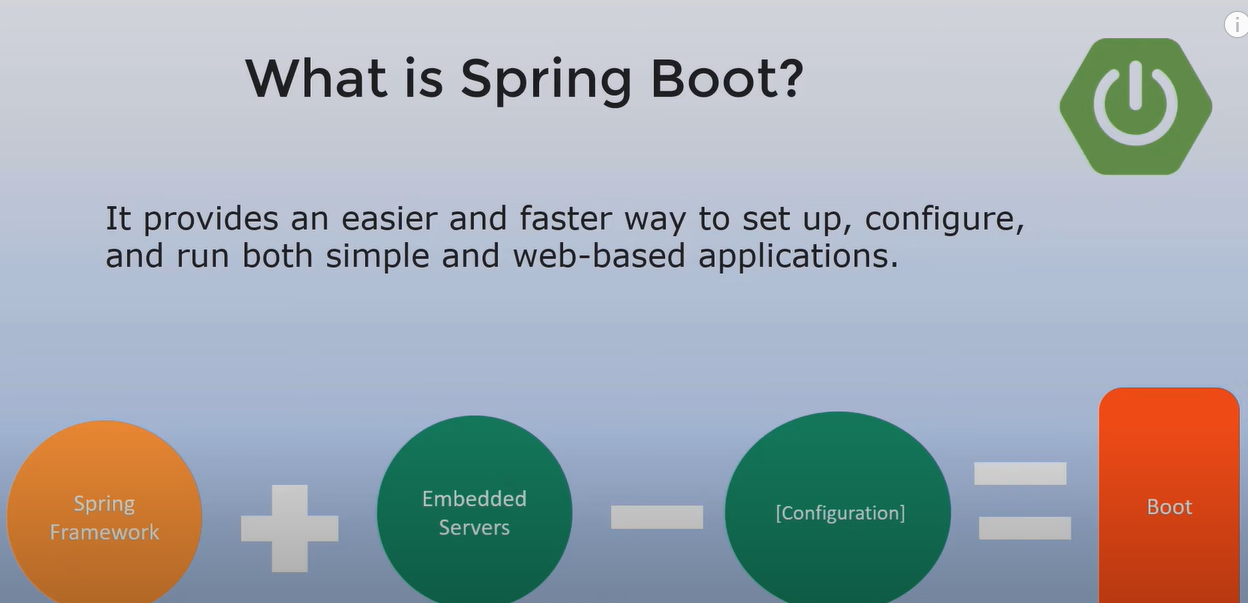 What is Spring Boot?
It provides an easier and faster way to set up, configure,
and run both simple and web-based applications.
Spring
Framework
Embedded
Servers
[Configuration]
Boot